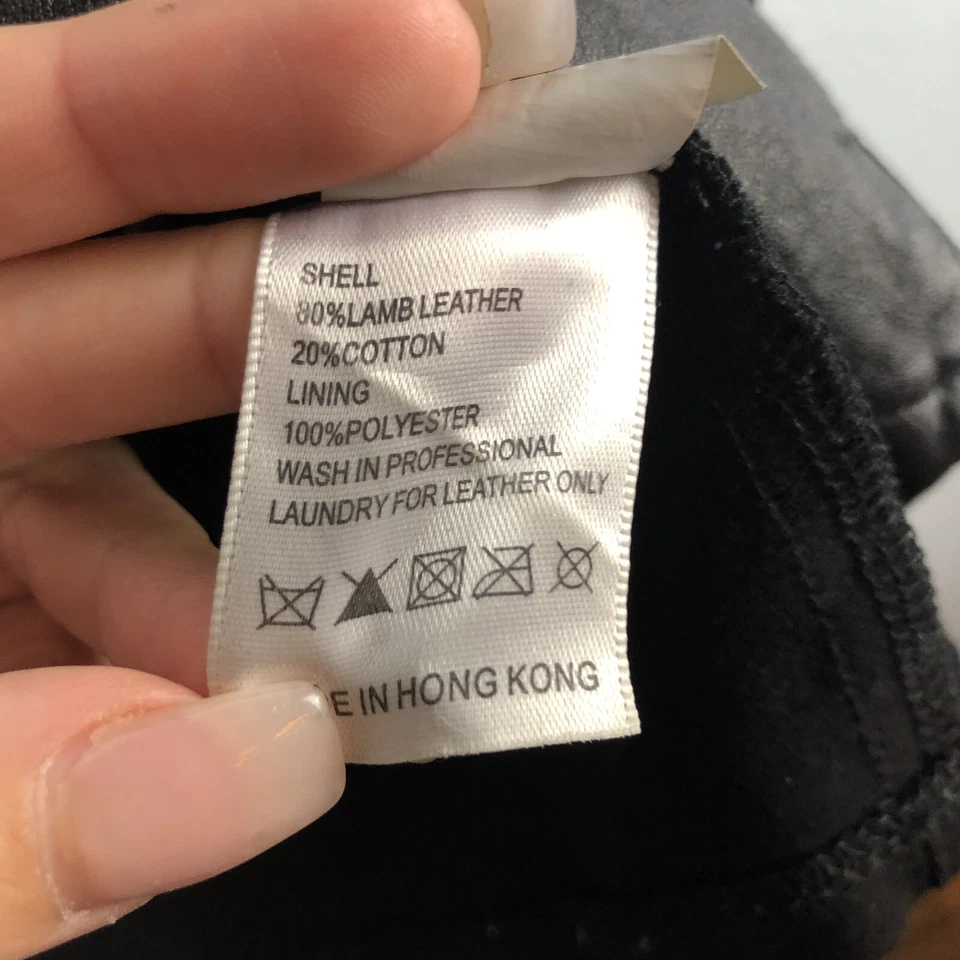 SHELL
80%LAMB LEATHER
20%COTTON
LINING
100%POLYESTER
WASH IN PROFESSIONAL
LAUNDRY FOR LEATHER ONLY
E IN HONG KONG